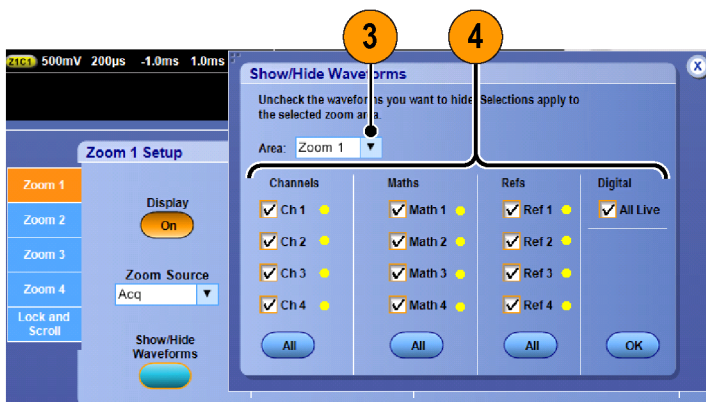 3 4
Z1C1 500mV 200µs -1.0ms 1.0ms
Show/Hide Waveforms
Uncheck the waveforms you want to hide. Selections apply to
the selected zoom area.
Area: Zoom 1
Zoom 1 Setup
Zoom 1
Zoom 2
Zoom 3
Zoom 4
Lock and
Scroll
Display
On
Zoom Source
Acq
Show/Hide
Waveforms
Channels Maths Refs Digital
Ch 1 Math 1 Ref 1 All Live
Ch 2 Math 2 Ref 2
Ch 3 Math 3 Ref 3
Ch 4 Math 4 Ref 4
All All All OK
X